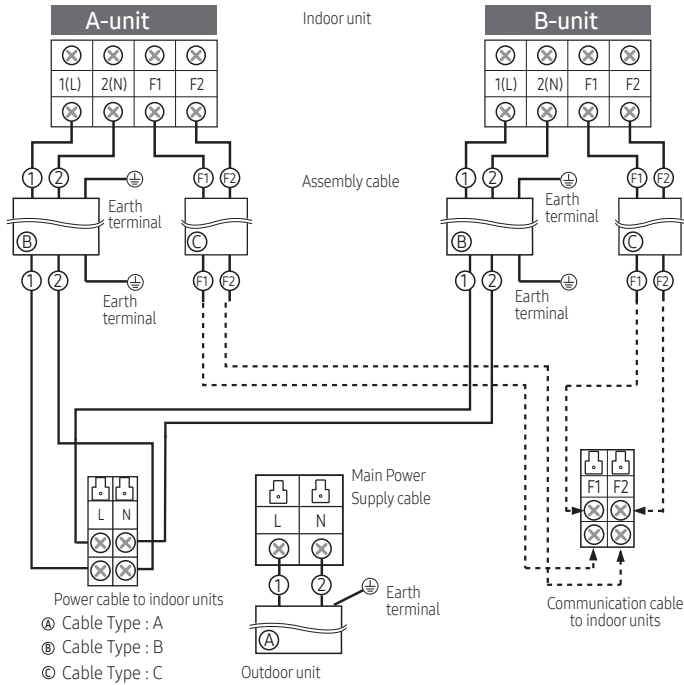 A-unit
Indoor unit
B-unit
1(L) 2(N) F1 F2
1(L) 2(N) F1 F2
1 2
F1 F2
Assembly cable
1 2
F1 F2
Earth
terminal
Earth
terminal
B
C
B
C
1 2
F1 F2
1 2
F1 F2
Earth
terminal
Earth
terminal
Main Power
Supply cable
L N
L N
F1 F2
1 2
Earth
terminal
Power cable to indoor units
Communication cable
to indoor units
A Cable Type : A
B Cable Type : B
C Cable Type : C
A
Outdoor unit